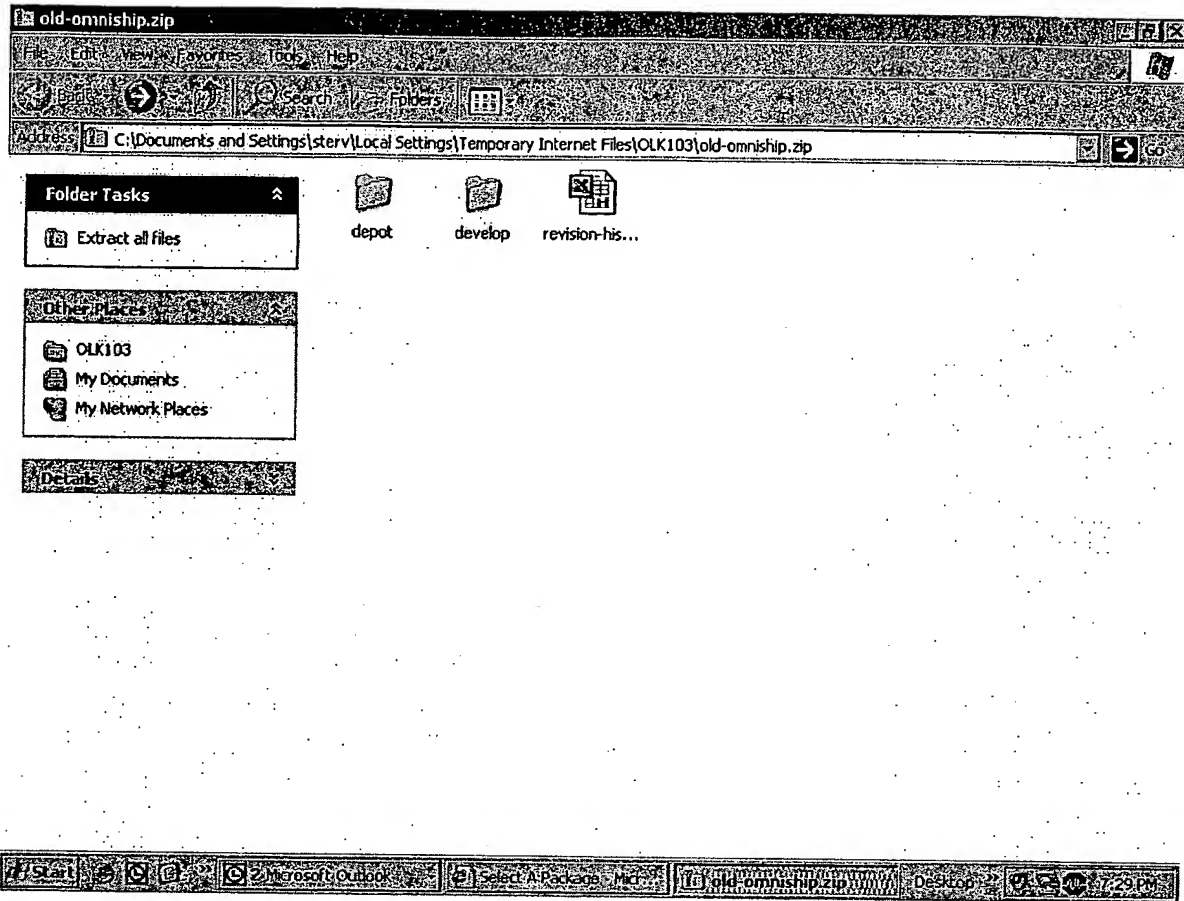 old-omniship.zip
File Edit View Favorites Tools Help
Back Search Folders
Address C:\Documents and Settings\sterv\Local Settings\Temporary Internet Files\OLK103\old-omniship.zip Go
Folder Tasks
Extract all files
depot develop revision-his...
Other Places
OLK103
My Documents
My Network Places
Details
Start 2 Microsoft Outlook Select A Package - Micr... old-omniship.zip Desktop 7:29 PM